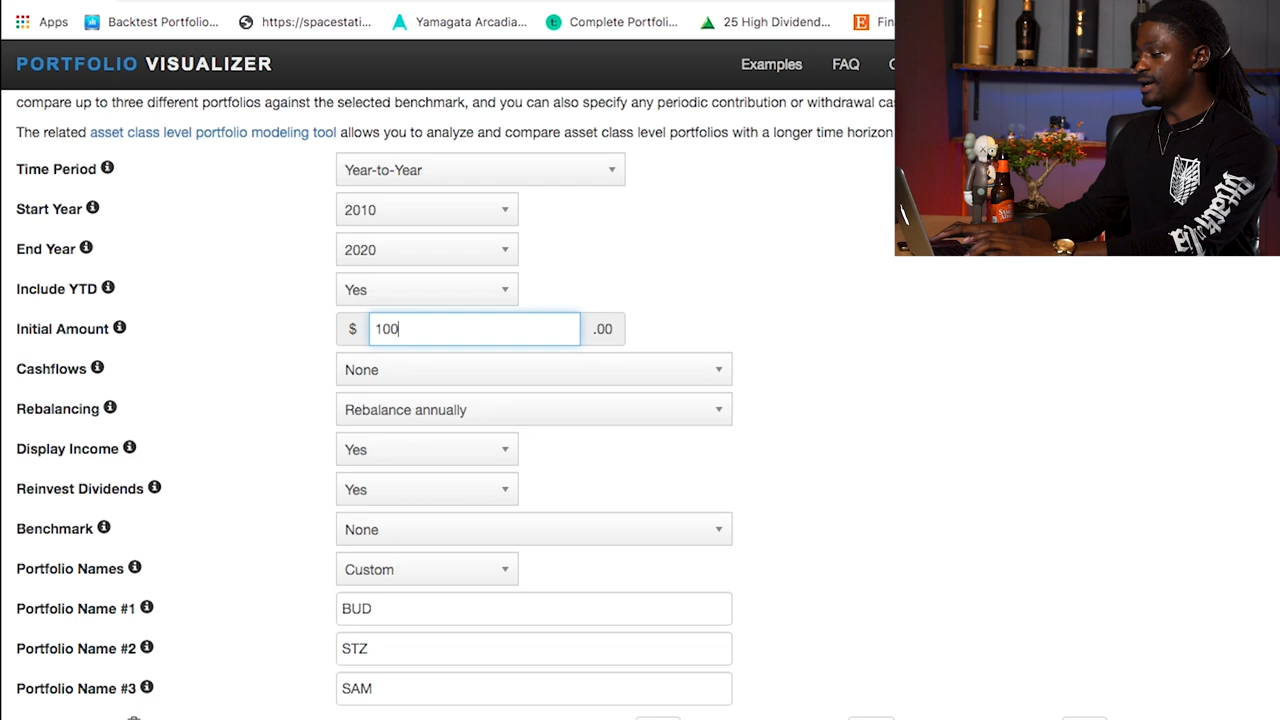 Apps Backtest Portfolio... https://spacestati... Yamagata Arcadia... Complete Portfoli... 25 High Dividend... Fin
PORTFOLIO VISUALIZER Examples FAQ
compare up to three different portfolios against the selected benchmark, and you can also specify any periodic contribution or withdrawal
The related asset class level portfolio modeling tool allows you to analyze and compare asset class level portfolios with a longer time horizon
Time Period Year-to-Year
Start Year 2010
End Year 2020
Include YTD Yes
Initial Amount $ 100 .00
Cashflows None
Rebalancing Rebalance annually
Display Income Yes
Reinvest Dividends Yes
Benchmark None
Portfolio Names Custom
Portfolio Name #1 BUD
Portfolio Name #2 STZ
Portfolio Name #3 SAM